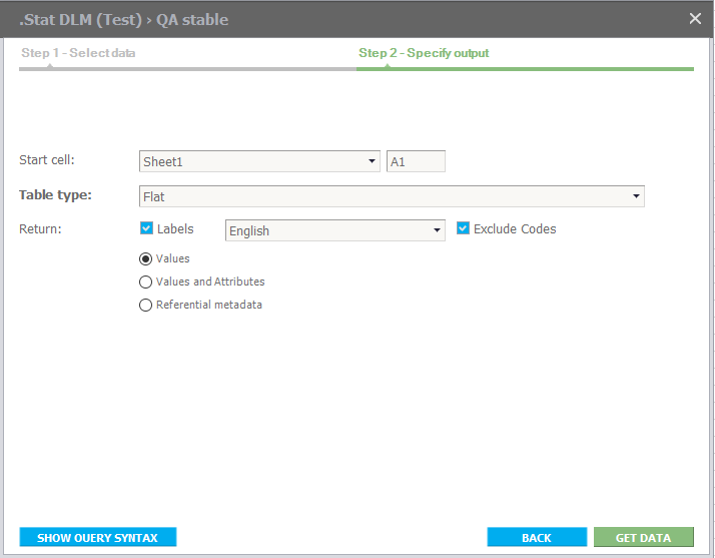 .Stat DLM (Test) › QA stable
Step 1 - Select data
Step 2 - Specify output
Start cell:
Sheet1
A1
Table type:
Flat
Return:
Labels
English
Exclude Codes
Values
Values and Attributes
Referential metadata
SHOW QUERY SYNTAX
BACK
GET DATA